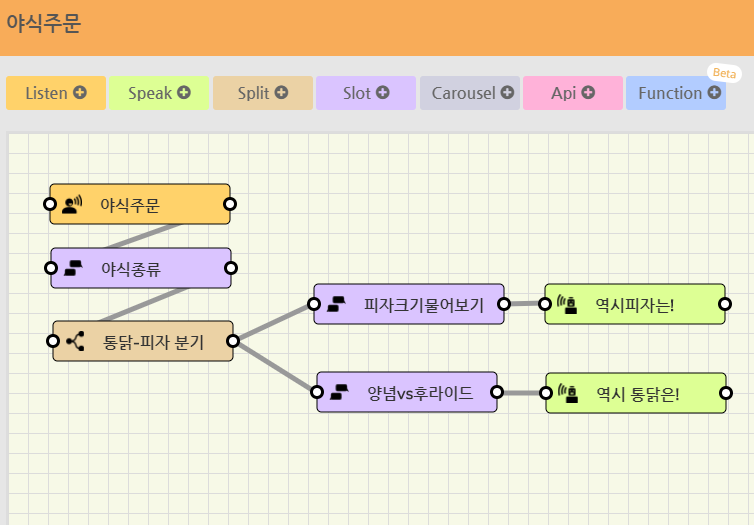 야식주문
Beta
Listen Speak Split Slot Carousel Api Function
야식주문
야식종류
피자크기물어보기 역시피자는!
통닭-피자 분기
양념vs후라이드 역시 통닭은!